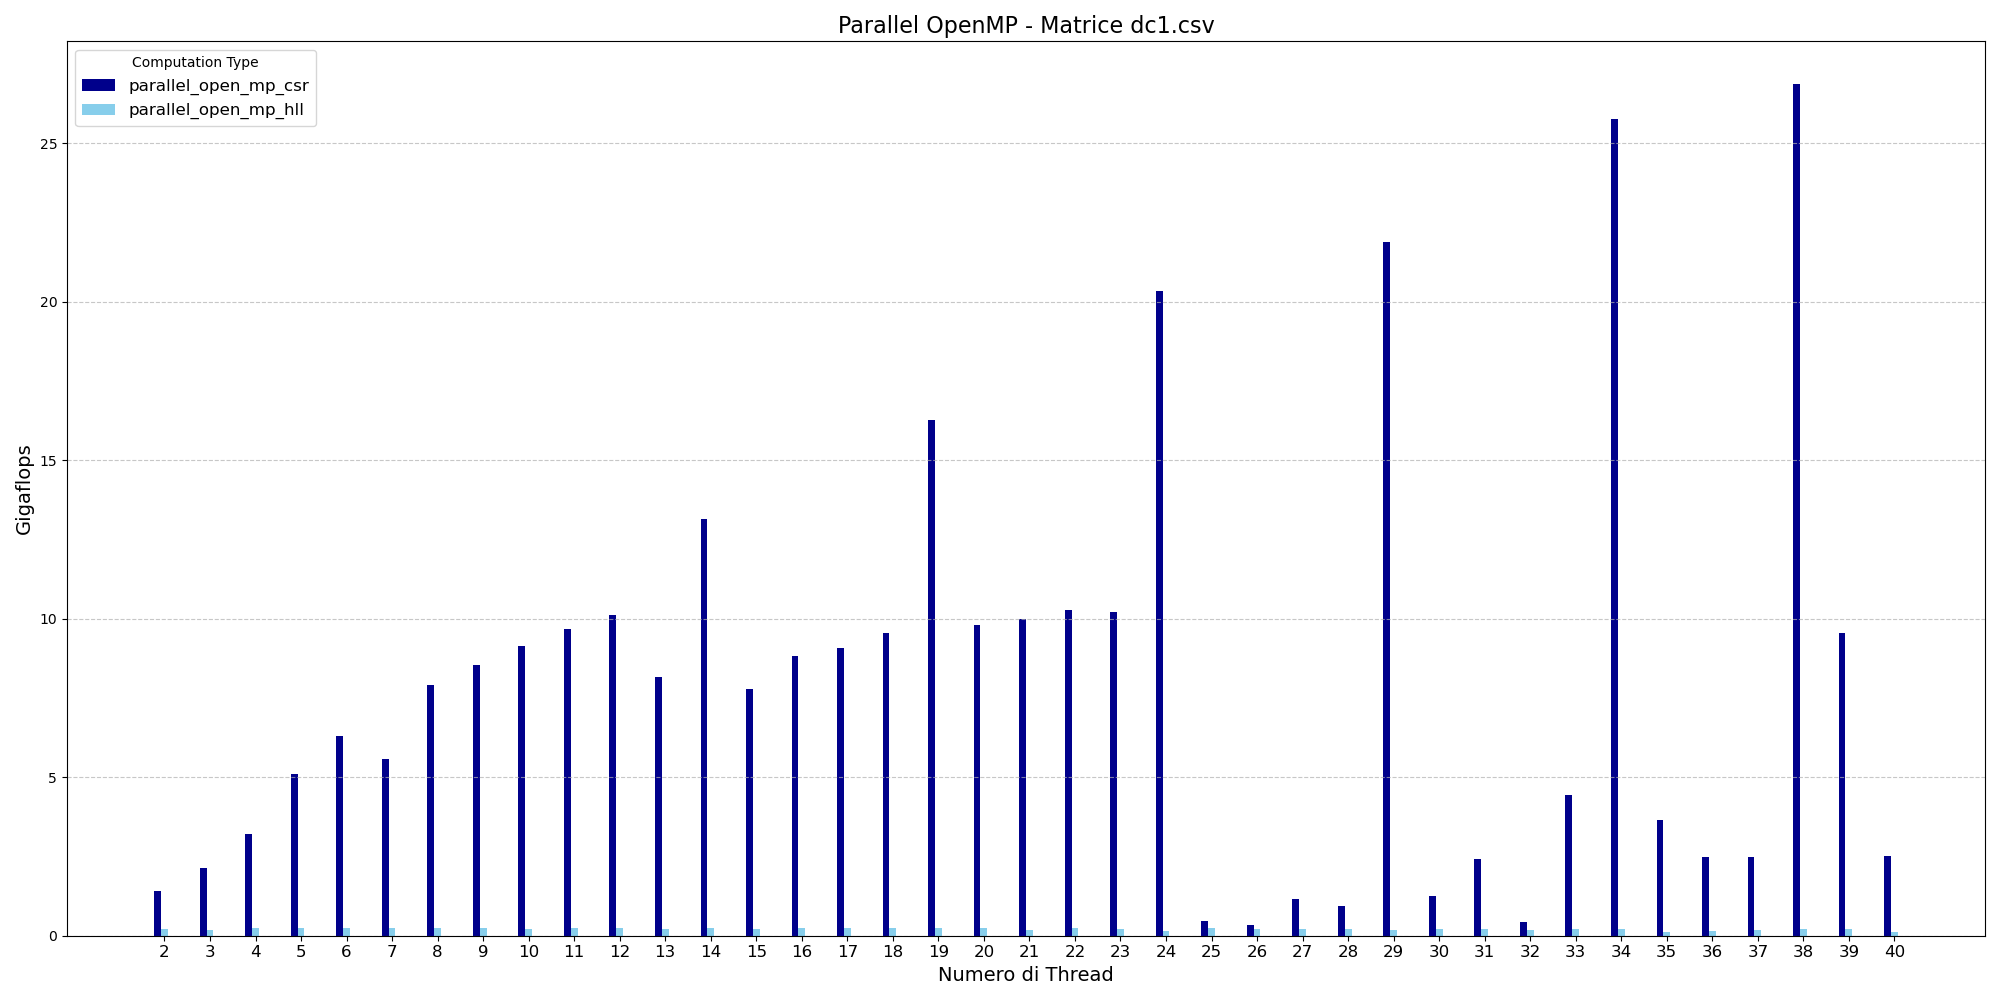 Parallel OpenMP - Matrice dc1.csv
Computation Type
parallel_open_mp_csr
parallel_open_mp_hll
Gigaflops
25
20
15
10
5
0
2 3 4 5 6 7 8 9 10 11 12 13 14 15 16 17 18 19 20 21 22 23 24 25 26 27 28 29 30 31 32 33 34 35 36 37 38 39 40
Numero di Thread